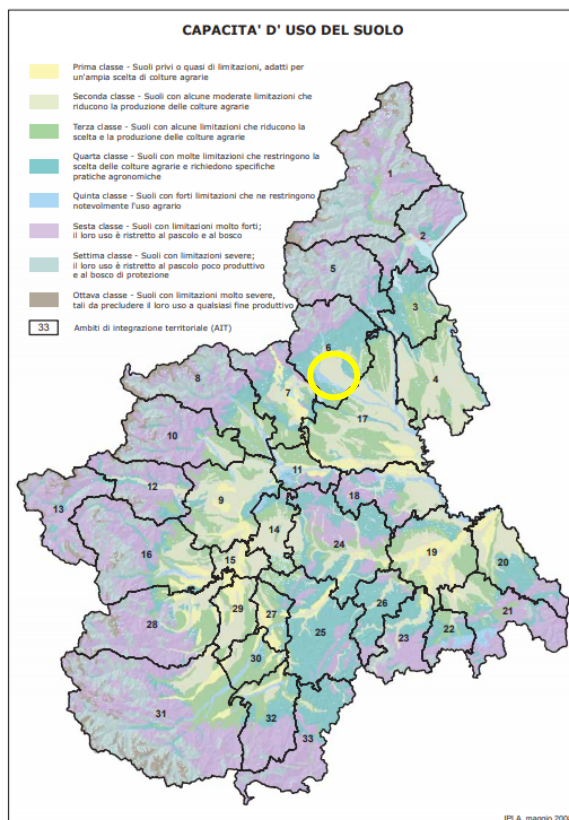 CAPACITA' D' USO DEL SUOLO
Prima classe - Suoli privi o quasi di limitazioni, adatti per
un'ampia scelta di colture agrarie
Seconda classe - Suoli con alcune moderate limitazioni che
riducono la produzione delle colture agrarie
Terza classe - Suoli con alcune limitazioni che riducono la
scelta e la produzione delle colture agrarie
Quarta classe - Suoli con molte limitazioni che restringono la
scelta delle colture agrarie e richiedono specifiche
pratiche agronomiche
Quinta classe - Suoli con forti limitazioni che ne restringono
notevolmente l'uso agrario
Sesta classe - Suoli con limitazioni molto forti;
il loro uso è ristretto al pascolo e al bosco
Settima classe - Suoli con limitazioni severe;
il loro uso è ristretto al pascolo poco produttivo
e al bosco di protezione
Ottava classe - Suoli con limitazioni molto severe,
tali da precludere il loro uso a qualsiasi fine produttivo
33 Ambiti di integrazione territoriale (AIT)
1
2
5
3
6
4
8
7
17
10
11
12
9
18
13
14
24
19
16
15
20
29
27
26
21
28
25
23
22
30
31
32
33
IPLA, maggio 2008